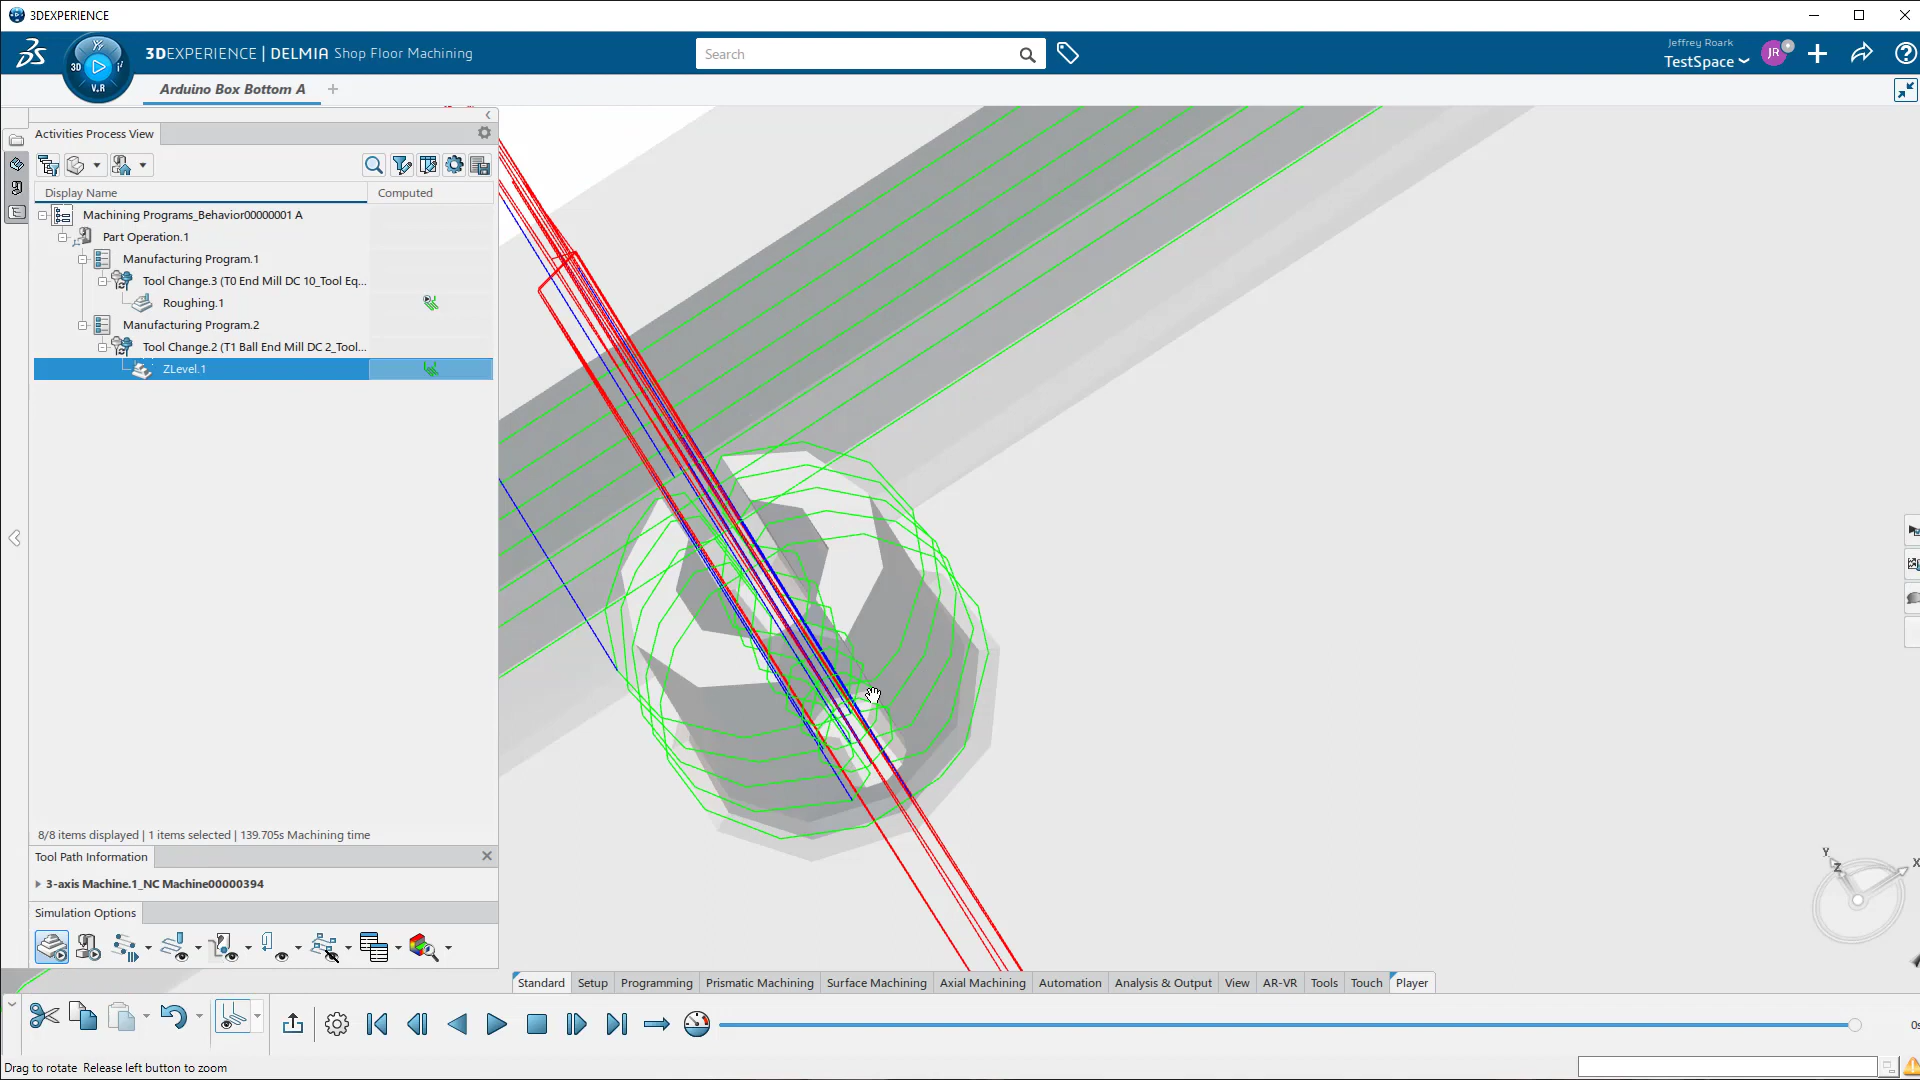 3DEXPERIENCE
3DEXPERIENCE | DELMIA Shop Floor Machining
Search
Jeffrey Roark
TestSpace
JR
3D
V.R
Arduino Box Bottom A
Activities Process View
Display Name
Computed
Machining Programs_Behavior00000001 A
Part Operation.1
Manufacturing Program.1
Tool Change.3 (T0 End Mill DC 10_Tool Eq...
Roughing.1
Manufacturing Program.2
Tool Change.2 (T1 Ball End Mill DC 2_Tool...
ZLevel.1
8/8 items displayed | 1 items selected | 139.705s Machining time
Tool Path Information
3-axis Machine.1_NC Machine00000394
Simulation Options
Y
Z
X
Standard
Setup
Programming
Prismatic Machining
Surface Machining
Axial Machining
Automation
Analysis & Output
View
AR-VR
Tools
Touch
Player
0s
Drag to rotate Release left button to zoom